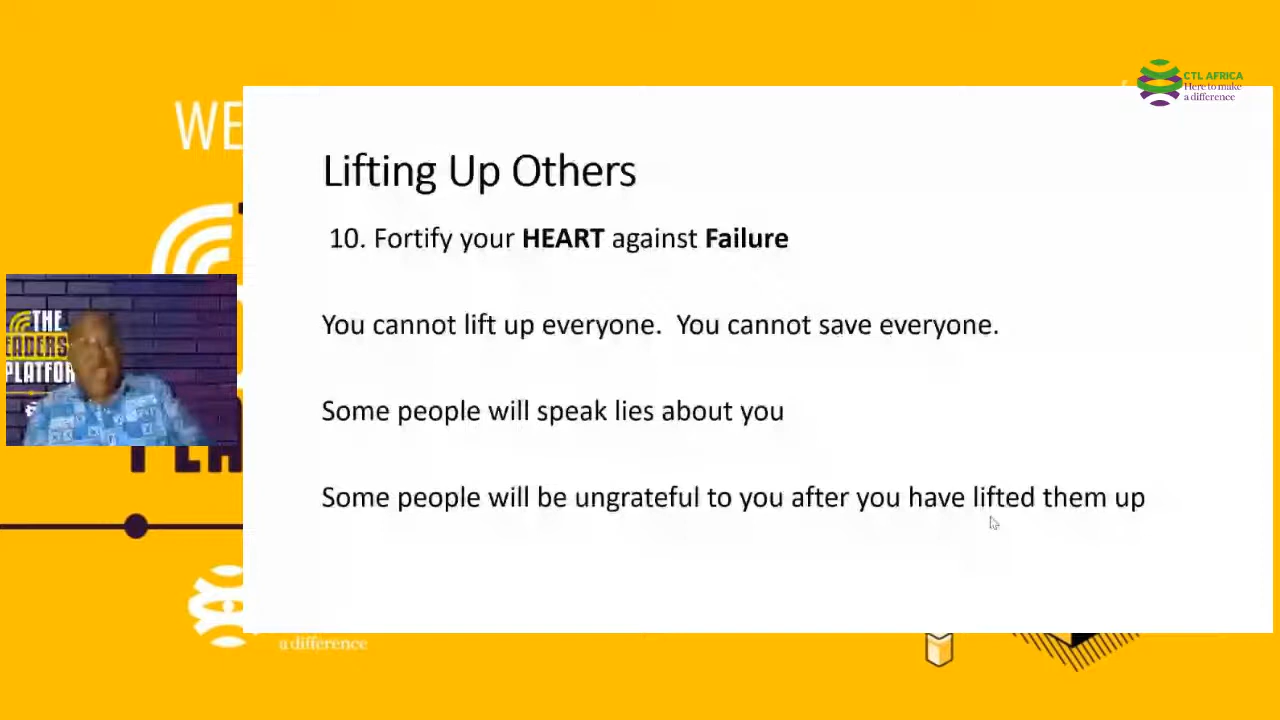 WE
CTL AFRICA
Here to make
a difference
Lifting Up Others
10. Fortify your HEART against Failure
You cannot lift up everyone. You cannot save everyone.
Some people will speak lies about you
Some people will be ungrateful to you after you have lifted them up
THE
EADERS
PLATFOR
PLA
a difference